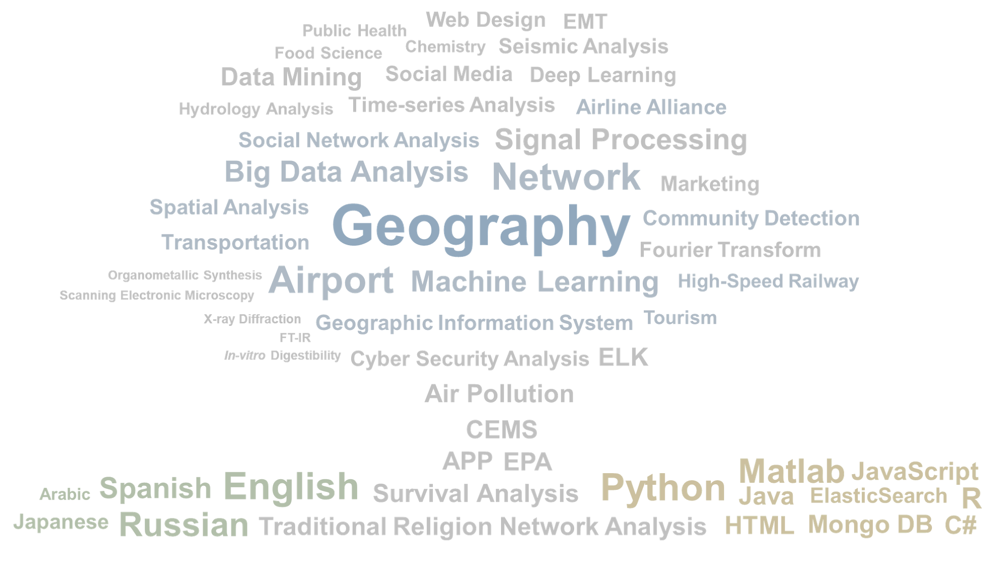 Web Design EMT
Public Health
Chemistry Seismic Analysis
Food Science
Data Mining Social Media Deep Learning
Hydrology Analysis Time-series Analysis Airline Alliance
Social Network Analysis Signal Processing
Big Data Analysis Network Marketing
Spatial Analysis Geography Community Detection
Transportation Fourier Transform
Organometallic Synthesis Airport Machine Learning High-Speed Railway
Scanning Electronic Microscopy
X-ray Diffraction Geographic Information System Tourism
FT-IR
In-vitro Digestibility Cyber Security Analysis ELK
Air Pollution
CEMS
APP EPA
Matlab JavaScript
Arabic Spanish English Survival Analysis Python Java ElasticSearch R
Japanese Russian Traditional Religion Network Analysis HTML Mongo DB C#